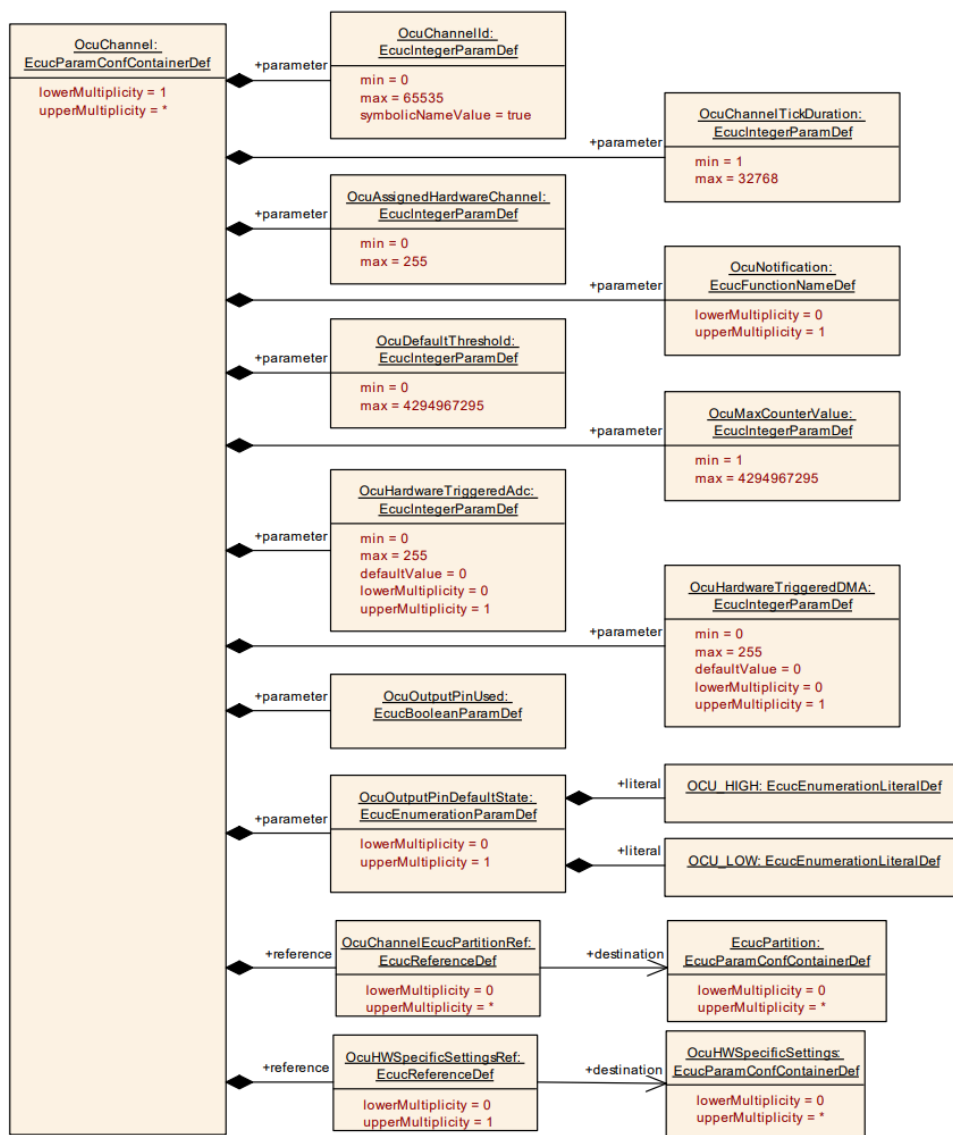 OcuChannel:
EcucParamConfContainerDef
lowerMultiplicity = 1
upperMultiplicity = *
+parameter
OcuChannelId:
EcucIntegerParamDef
min = 0
max = 65535
symbolicNameValue = true
+parameter
OcuChannelTickDuration:
EcucIntegerParamDef
min = 1
max = 32768
+parameter
OcuAssignedHardwareChannel:
EcucIntegerParamDef
min = 0
max = 255
+parameter
OcuNotification:
EcucFunctionNameDef
lowerMultiplicity = 0
upperMultiplicity = 1
+parameter
OcuDefaultThreshold:
EcucIntegerParamDef
min = 0
max = 4294967295
+parameter
OcuMaxCounterValue:
EcucIntegerParamDef
min = 1
max = 4294967295
+parameter
OcuHardwareTriggeredAdc:
EcucIntegerParamDef
min = 0
max = 255
defaultValue = 0
lowerMultiplicity = 0
upperMultiplicity = 1
+parameter
OcuHardwareTriggeredDMA:
EcucIntegerParamDef
min = 0
max = 255
defaultValue = 0
lowerMultiplicity = 0
upperMultiplicity = 1
+parameter
OcuOutputPinUsed:
EcucBooleanParamDef
+parameter
OcuOutputPinDefaultState:
EcucEnumerationParamDef
lowerMultiplicity = 0
upperMultiplicity = 1
+literal
OCU_HIGH: EcucEnumerationLiteralDef
+literal
OCU_LOW: EcucEnumerationLiteralDef
+reference
OcuChannelEcucPartitionRef:
EcucReferenceDef
lowerMultiplicity = 0
upperMultiplicity = *
+destination
EcucPartition:
EcucParamConfContainerDef
lowerMultiplicity = 0
upperMultiplicity = *
+reference
OcuHWSpecificSettingsRef:
EcucReferenceDef
lowerMultiplicity = 0
upperMultiplicity = 1
+destination
OcuHWSpecificSettings:
EcucParamConfContainerDef
lowerMultiplicity = 0
upperMultiplicity = *